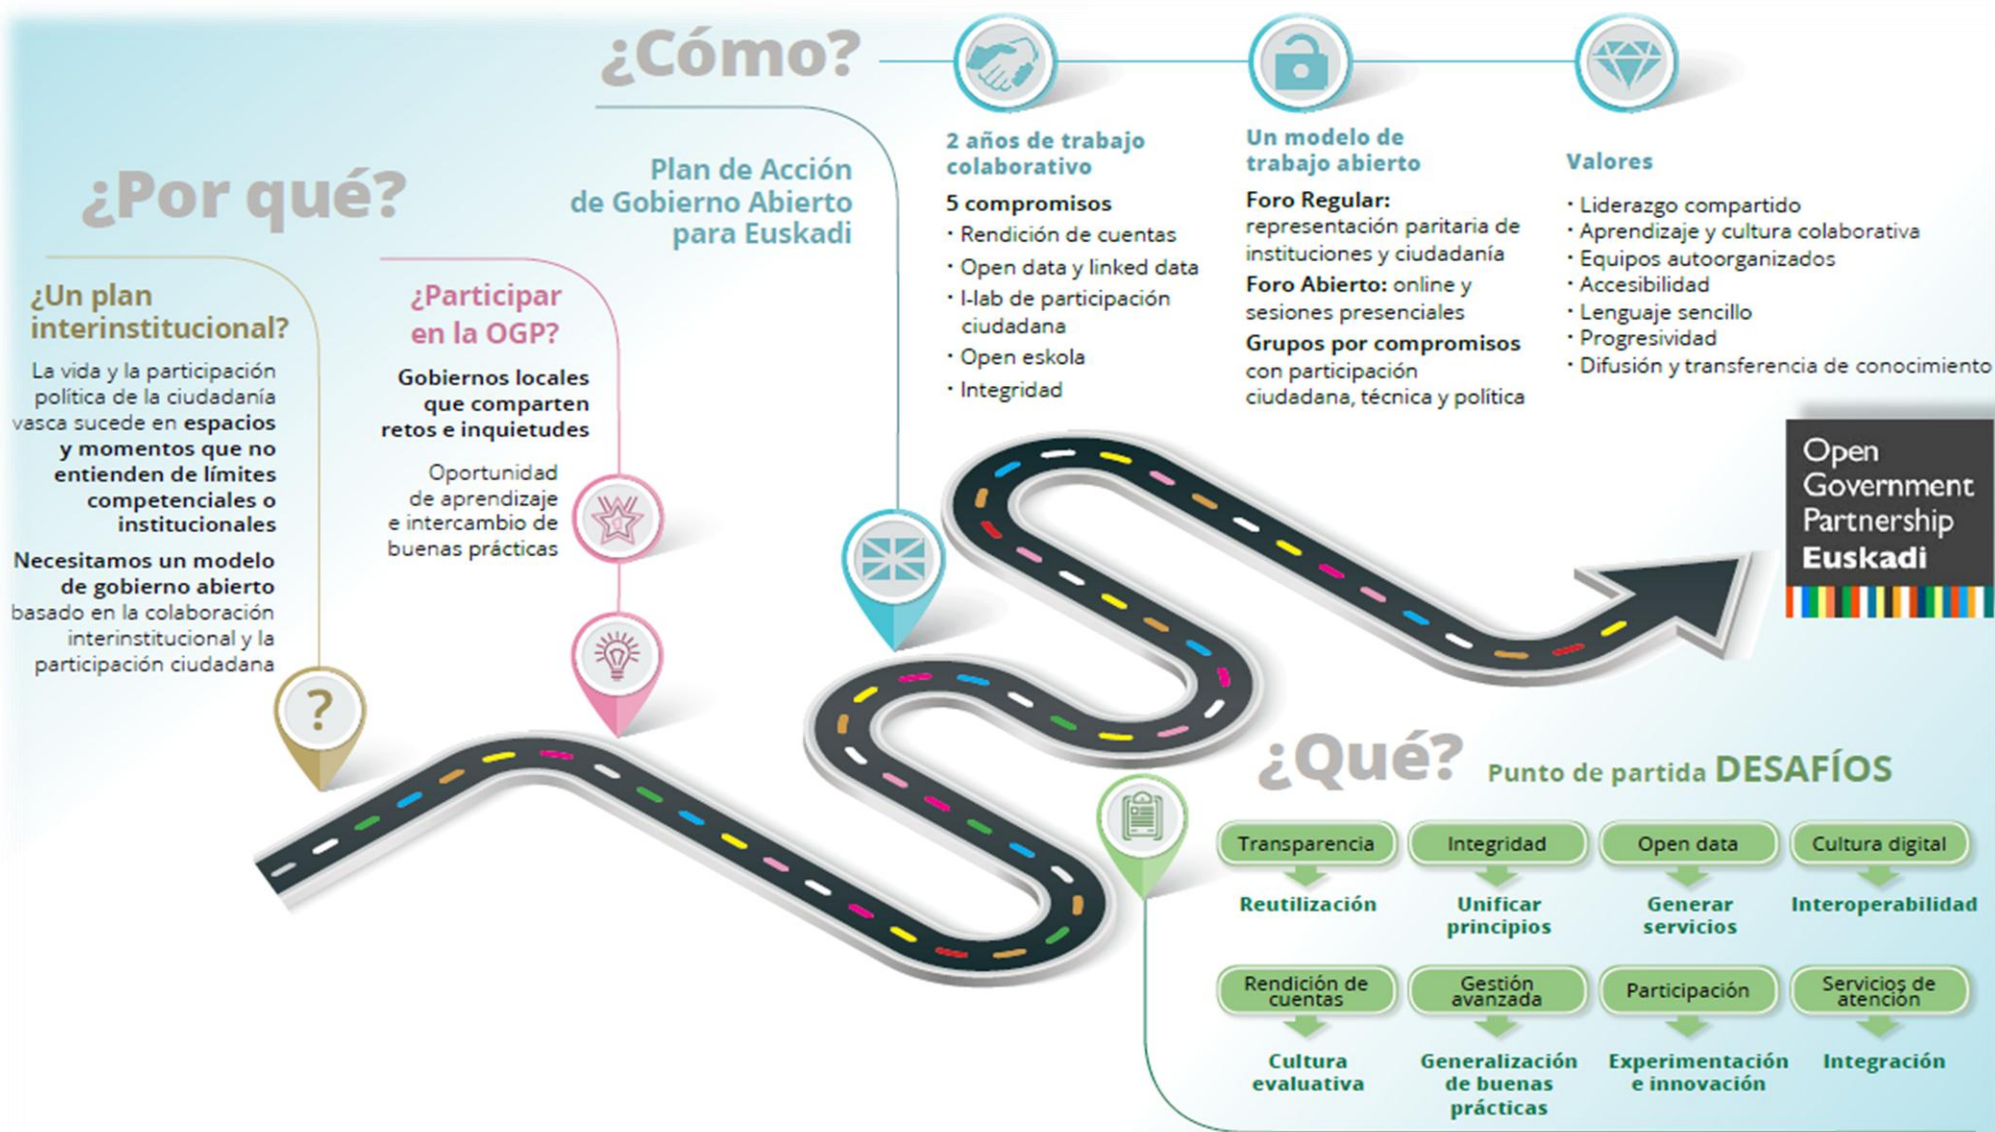 ¿Por qué?
¿Un plan
interinstitucional?
La vida y la participación
política de la ciudadanía
vasca sucede en espacios
y momentos que no
entienden de límites
competenciales o
institucionales
Necesitamos un modelo
de gobierno abierto
basado en la colaboración
interinstitucional y la
participación ciudadana
?
¿Participar
en la OGP?
Gobiernos locales
que comparten
retos e inquietudes
Oportunidad
de aprendizaje
e intercambio de
buenas prácticas
¿Cómo?
Plan de Acción
de Gobierno Abierto
para Euskadi
2 años de trabajo
colaborativo
5 compromisos
· Rendición de cuentas
· Open data y linked data
· I-lab de participación
ciudadana
· Open eskola
· Integridad
Un modelo de
trabajo abierto
Foro Regular:
representación paritaria de
instituciones y ciudadanía
Foro Abierto: online y
sesiones presenciales
Grupos por compromisos
con participación
ciudadana, técnica y política
Valores
· Liderazgo compartido
· Aprendizaje y cultura colaborativa
· Equipos autoorganizados
· Accesibilidad
· Lenguaje sencillo
· Progresividad
· Difusión y transferencia de conocimiento
Open
Government
Partnership
Euskadi
¿Qué?
Punto de partida DESAFÍOS
Transparencia
Reutilización
Integridad
Unificar
principios
Open data
Generar
servicios
Cultura digital
Interoperabilidad
Rendición de
cuentas
Cultura
evaluativa
Gestión
avanzada
Generalización
de buenas
prácticas
Participación
Experimentación
e innovación
Servicios de
atención
Integración